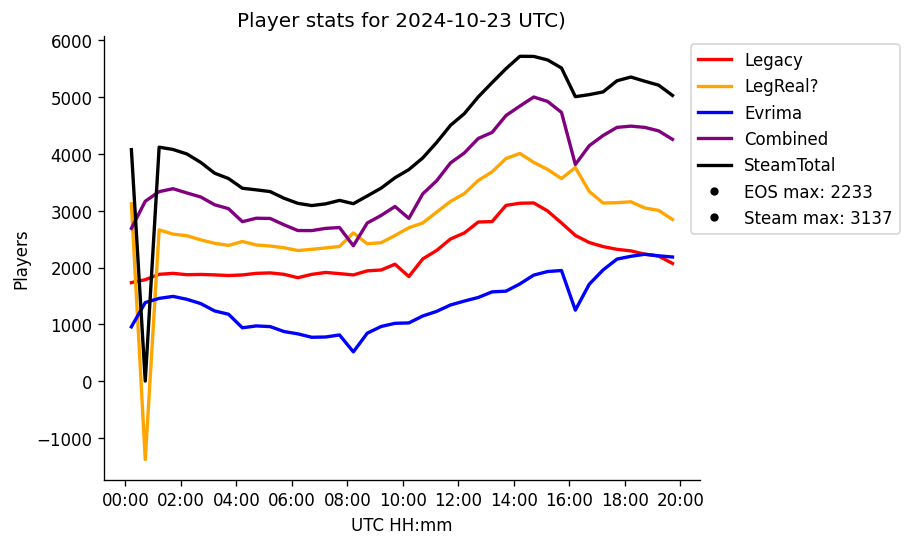 Player stats for 2024-10-23 UTC)
6000
5000
4000
3000
2000
1000
0
−1000
Players
00:00 02:00 04:00 06:00 08:00 10:00 12:00 14:00 16:00 18:00 20:00
UTC HH:mm
Legacy
LegReal?
Evrima
Combined
SteamTotal
EOS max: 2233
Steam max: 3137